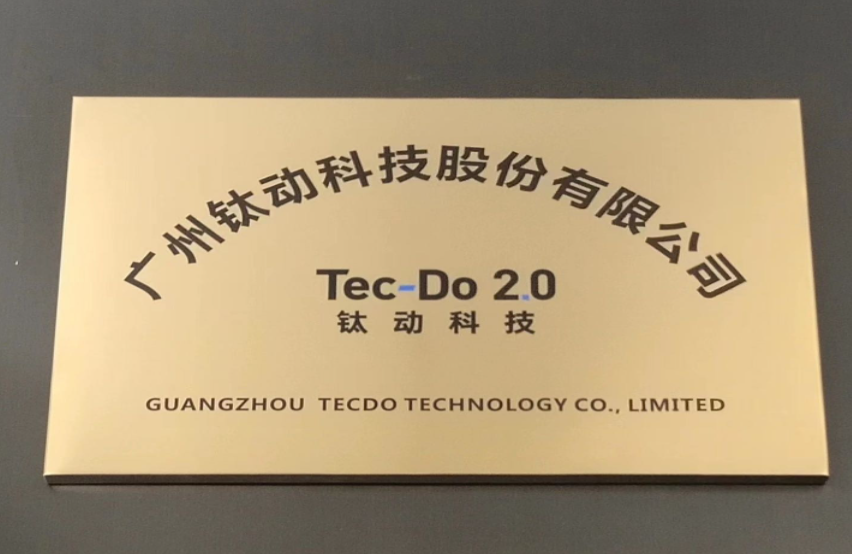 广州钛动科技股份有限公司
Tec-Do 2.0
钛动科技
GUANGZHOU TECDO TECHNOLOGY CO., LIMITED